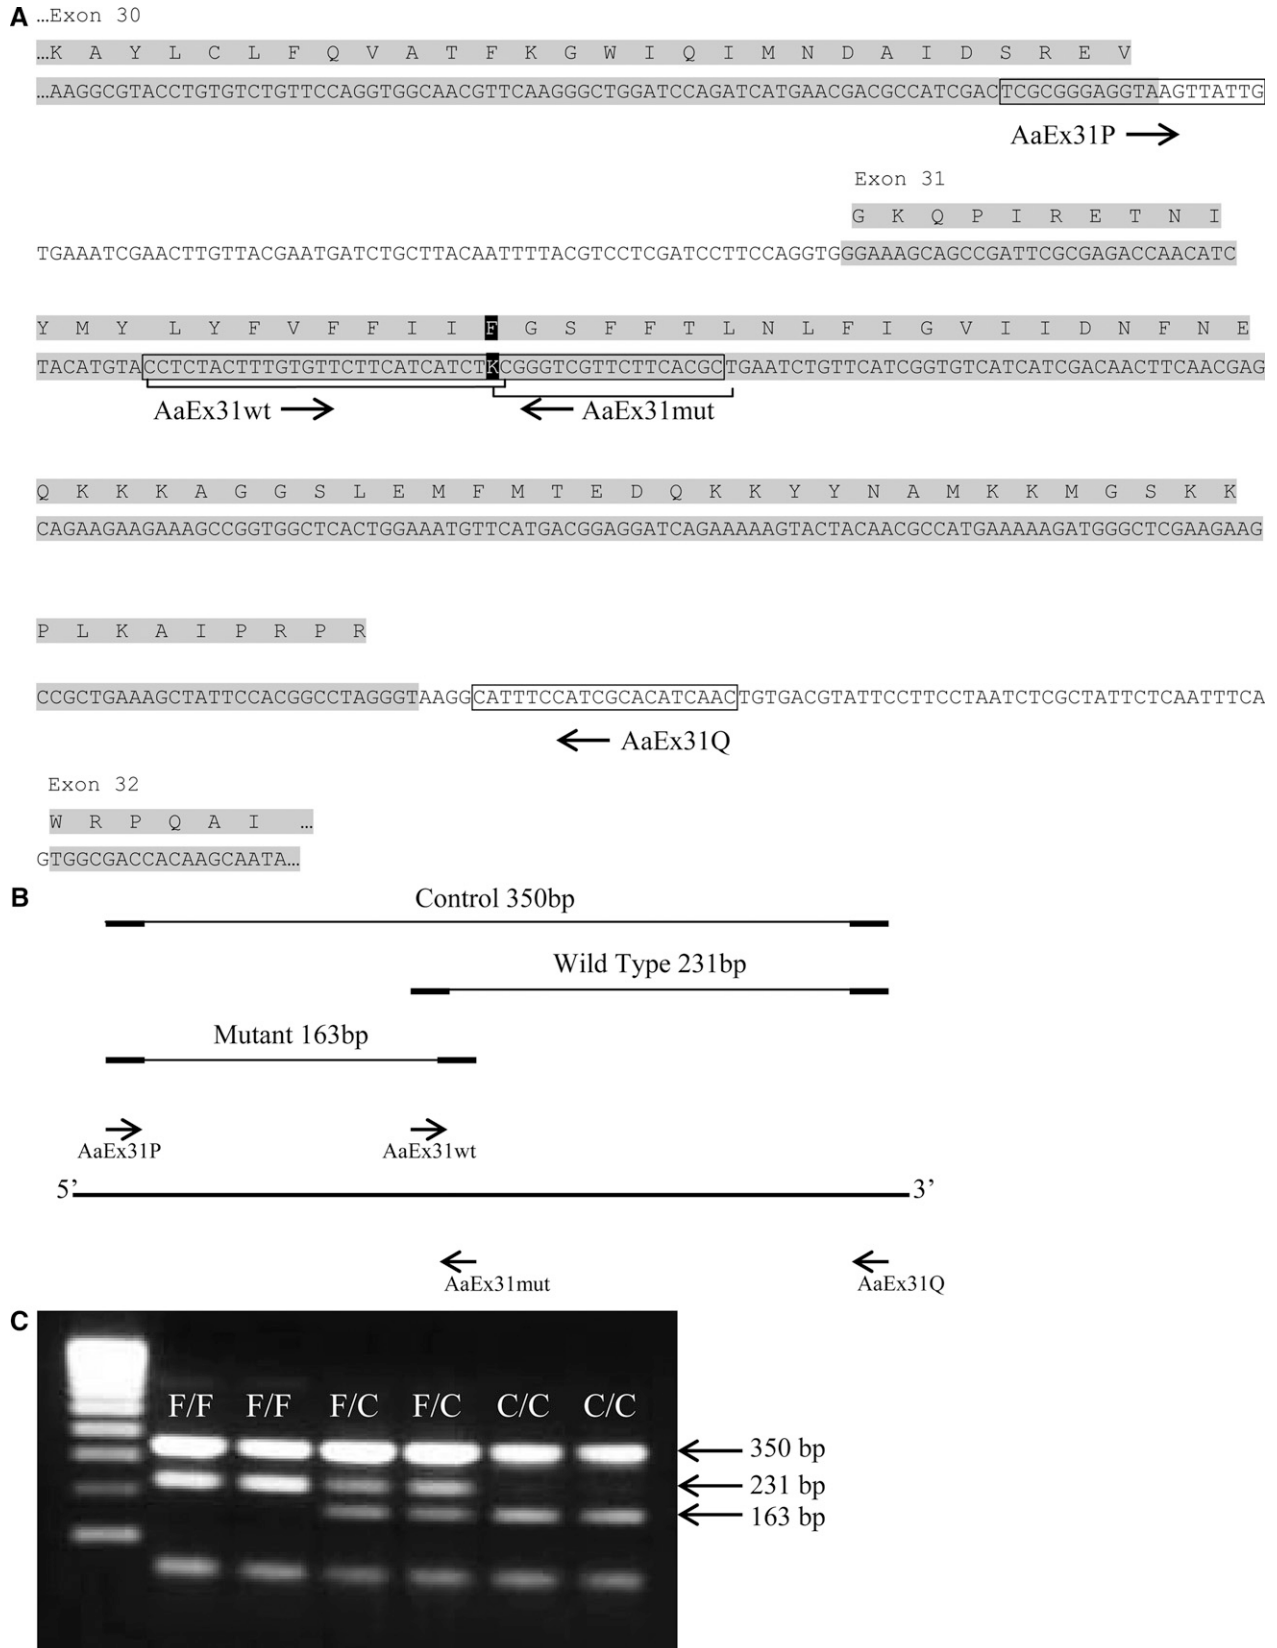 A …Exon 30
…K A Y L C L F Q V A T F K G W I Q I M N D A I D S R E V
…AAGGCGTACCTGTGTCTGTTCCAGGTGGCAACGTTCAAGGGCTGGATCCAGATCATGAACGACGCCATCGACTCGCGGGAGGTAAGTTATTG
AaEx31P
Exon 31
G K Q P I R E T N I
TGAAATCGAACTTGTTACGAATGATCTGCTTACAATTTTACGTCCTCGATCCTTCCAGGTGGGAAAGCAGCCGATTCGCGAGACCAACATC
Y M Y L Y F V F F I I F G S F F T L N L F I G V I I D N F N E
TACATGTACCTCTACTTTGTGTTCTTCATCATCTKCGGGTCGTTCTTCACGCTGAATCTGTTCATCGGTGTCATCATCGACAACTTCAACGAG
AaEx31wt AaEx31mut
Q K K K A G G S L E M F M T E D Q K K Y Y N A M K K M G S K K
CAGAAGAAGAAAGCCGGTGGCTCACTGGAAATGTTCATGACGGAGGATCAGAAAAAGTACTACAACGCCATGAAAAAGATGGGCTCGAAGAAG
P L K A I P R P R
CCGCTGAAAGCTATTCCACGGCCTAGGGTAAGGCATTTCCATCGCACATCAACTGTGACGTATTCCTTCCTAATCTCGCTATTCTCAATTTCA
AaEx31Q
Exon 32
W R P Q A I …
GTGGCGACCACAAGCAATA…
B
Control 350bp
Wild Type 231bp
Mutant 163bp
AaEx31P AaEx31wt
5’ 3’
AaEx31mut AaEx31Q
C
F/F F/F F/C F/C C/C C/C
350 bp
231 bp
163 bp